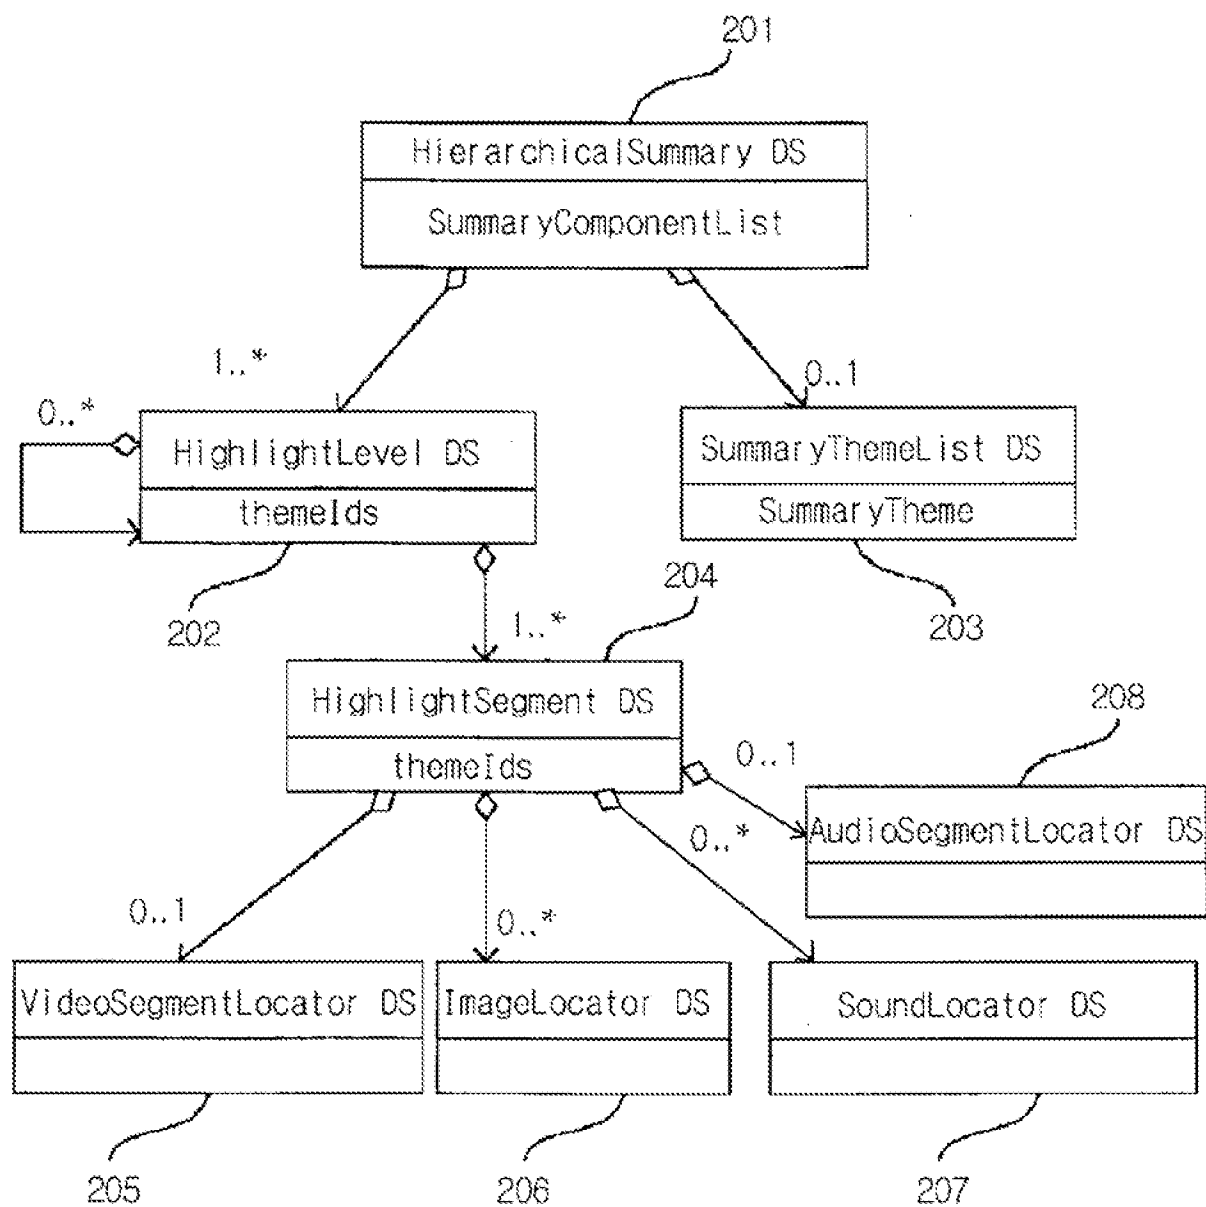 201
HierarchicalSummary DS
SummaryComponentList
1..*
0..1
0..*
HighlightLevel DS
themeIds
SummaryThemeList DS
SummaryTheme
202
203
204
1..*
HighlightSegment DS
themeIds
208
0..1
AudioSegmentLocator DS
0..*
0..1
0..*
VideoSegmentLocator DS
ImageLocator DS
SoundLocator DS
205
206
207